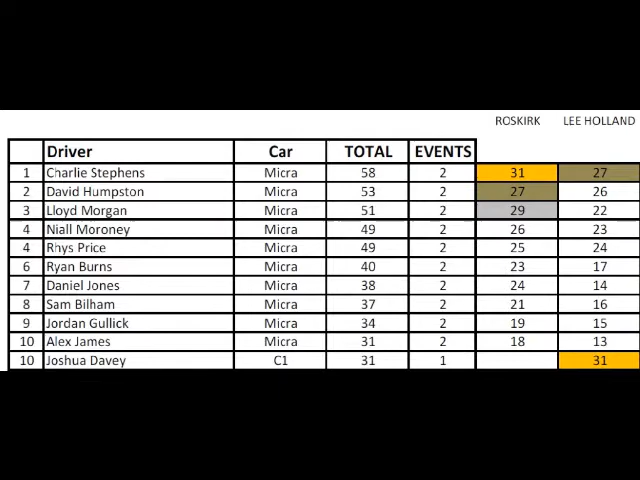 ROSKIRK LEE HOLLAND
Driver Car TOTAL EVENTS
1 Charlie Stephens Micra 58 2 31 27
2 David Humpston Micra 53 2 27 26
3 Lloyd Morgan Micra 51 2 29 22
4 Niall Moroney Micra 49 2 26 23
4 Rhys Price Micra 49 2 25 24
6 Ryan Burns Micra 40 2 23 17
7 Daniel Jones Micra 38 2 24 14
8 Sam Bilham Micra 37 2 21 16
9 Jordan Gullick Micra 34 2 19 15
10 Alex James Micra 31 2 18 13
10 Joshua Davey C1 31 1 31